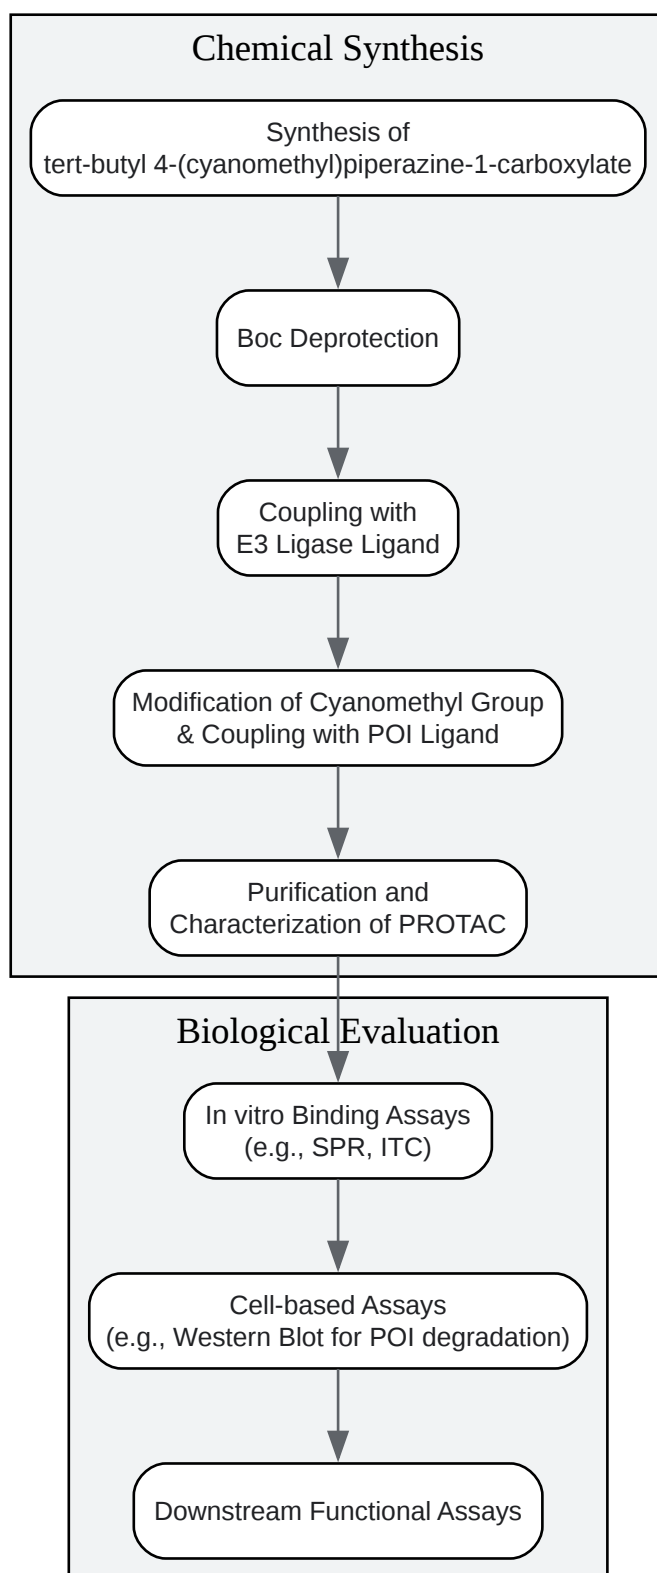 Chemical Synthesis
Synthesis of
tert-butyl 4-(cyanomethyl)piperazine-1-carboxylate
Boc Deprotection
Coupling with
E3 Ligase Ligand
Modification of Cyanomethyl Group
& Coupling with POI Ligand
Purification and
Characterization of PROTAC
Biological Evaluation
In vitro Binding Assays
(e.g., SPR, ITC)
Cell-based Assays
(e.g., Western Blot for POI degradation)
Downstream Functional Assays